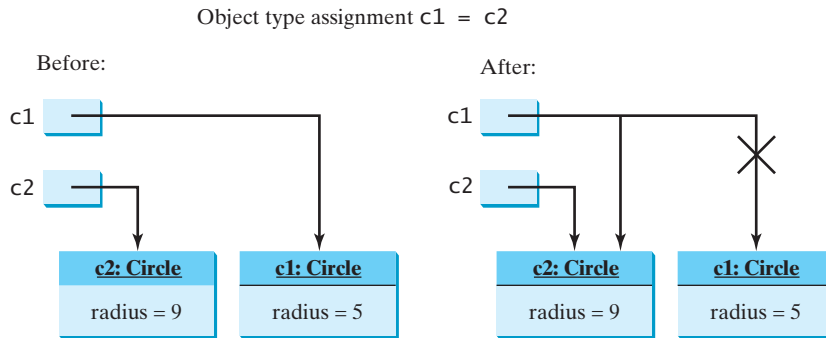 Object type assignment c1 = c2
Before:
c1
c2
c2: Circle
radius = 9
c1: Circle
radius = 5
After:
c1
c2
c2: Circle
radius = 9
c1: Circle
radius = 5